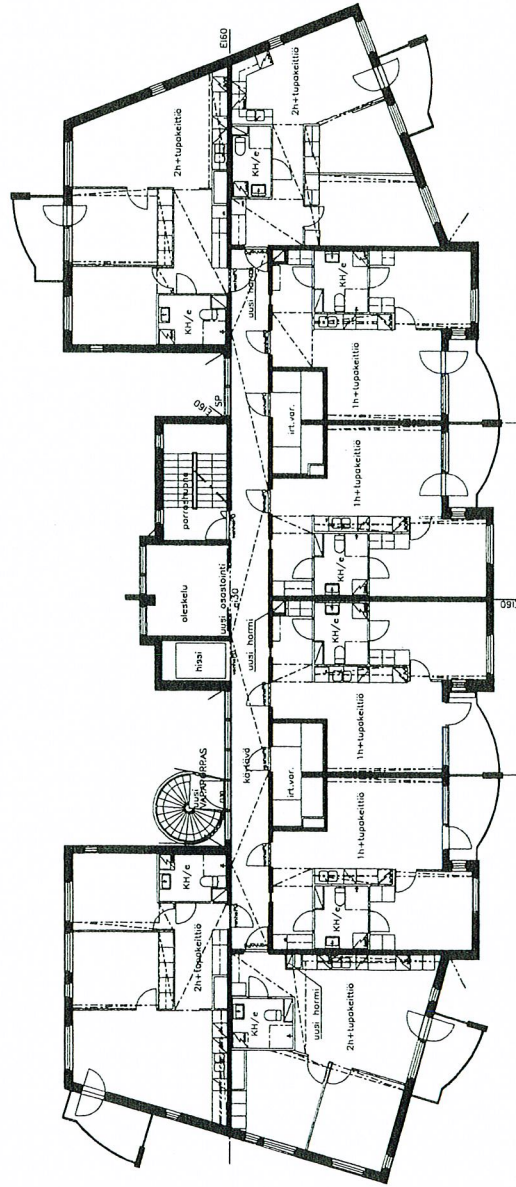 KH/e
2h+tupakeittiö
uusi
hissi
oleskelu
porrashuone
EI60
SP
KH/e
2h+tupakeittiö
EI60
käytävä
uusi hormi
uusi osastointi
EI30
uusi hormi
KH/e
KH/e
2h+tupakeittiö
irt.var.
irt.var.
uusi hormi
2h+tupakeittiö
KH/e
KH/e
KH/e
KH/e
1h+tupakeittiö
1h+tupakeittiö
1h+tupakeittiö
1h+tupakeittiö
EI60